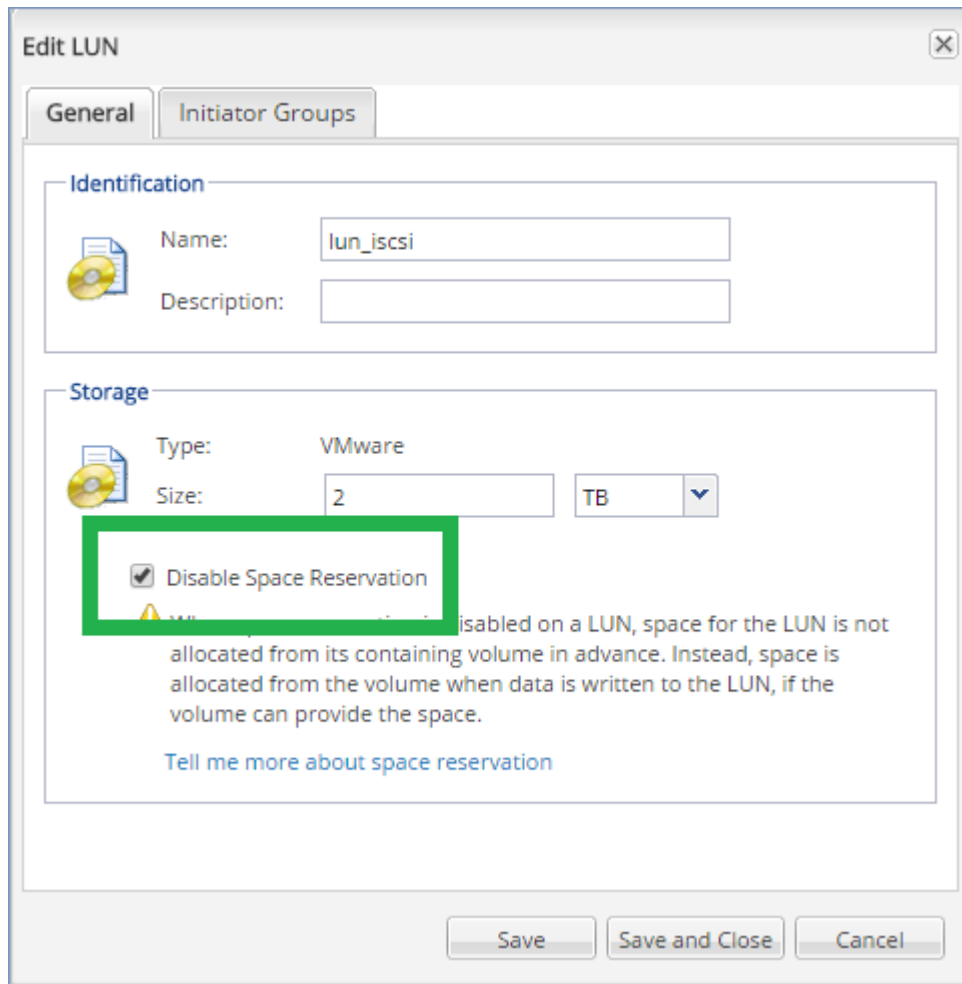 Edit LUN
General Initiator Groups
Identification
Name: lun_iscsi
Description:
Storage
Type: VMware
Size: 2 TB
Disable Space Reservation
isabled on a LUN, space for the LUN is not
allocated from its containing volume in advance. Instead, space is
allocated from the volume when data is written to the LUN, if the
volume can provide the space.
Tell me more about space reservation
Save Save and Close Cancel